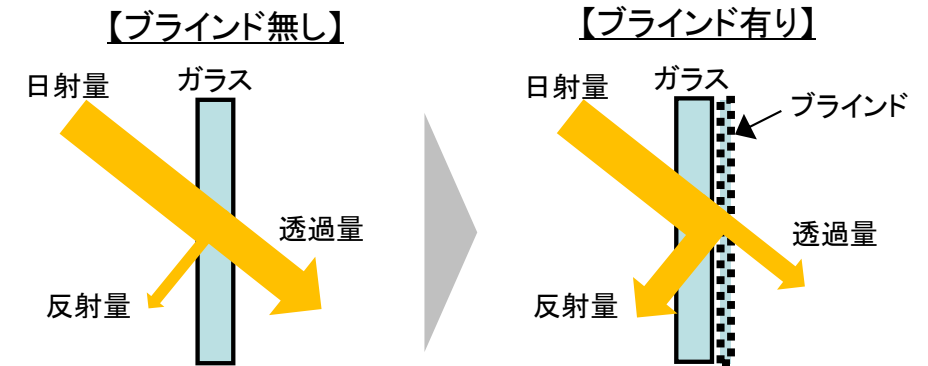 【ブラインド無し】
日射量
ガラス
透過量
反射量
【ブラインド有り】
日射量
ガラス
ブラインド
透過量
反射量